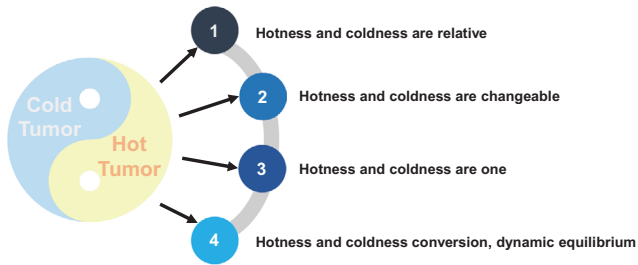 Cold
Tumor
Hot
Tumor
1
Hotness and coldness are relative
2
Hotness and coldness are changeable
3
Hotness and coldness are one
4
Hotness and coldness conversion, dynamic equilibrium